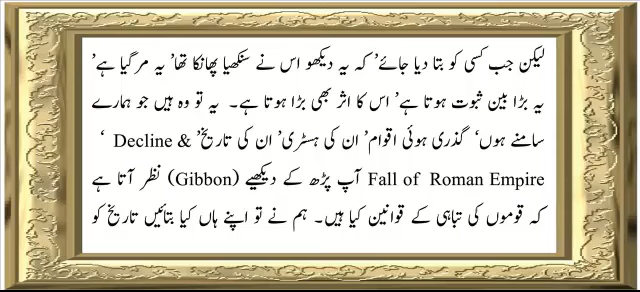 لیکن جب کسی کو بتا دیا جائے’ کہ یہ دیکھو اس نے سنکھیا پھانکا تھا’ یہ مر گیا ہے’
یہ بڑا بین ثبوت ہوتا ہے’ اس کا اثر بھی بڑا ہوتا ہے۔ یہ تو وہ ہیں جو ہمارے
سامنے ہوں‘ گذری ہوئی اقوام’ ان کی ہسٹری’ ان کی تاریخ’ Decline & ‘
Fall of Roman Empire آپ پڑھ کے دیکھیے (Gibbon) نظر آتا ہے
کہ قوموں کی تباہی کے قوانین کیا ہیں۔ ہم نے تو اپنے ہاں کیا بتائیں تاریخ کو